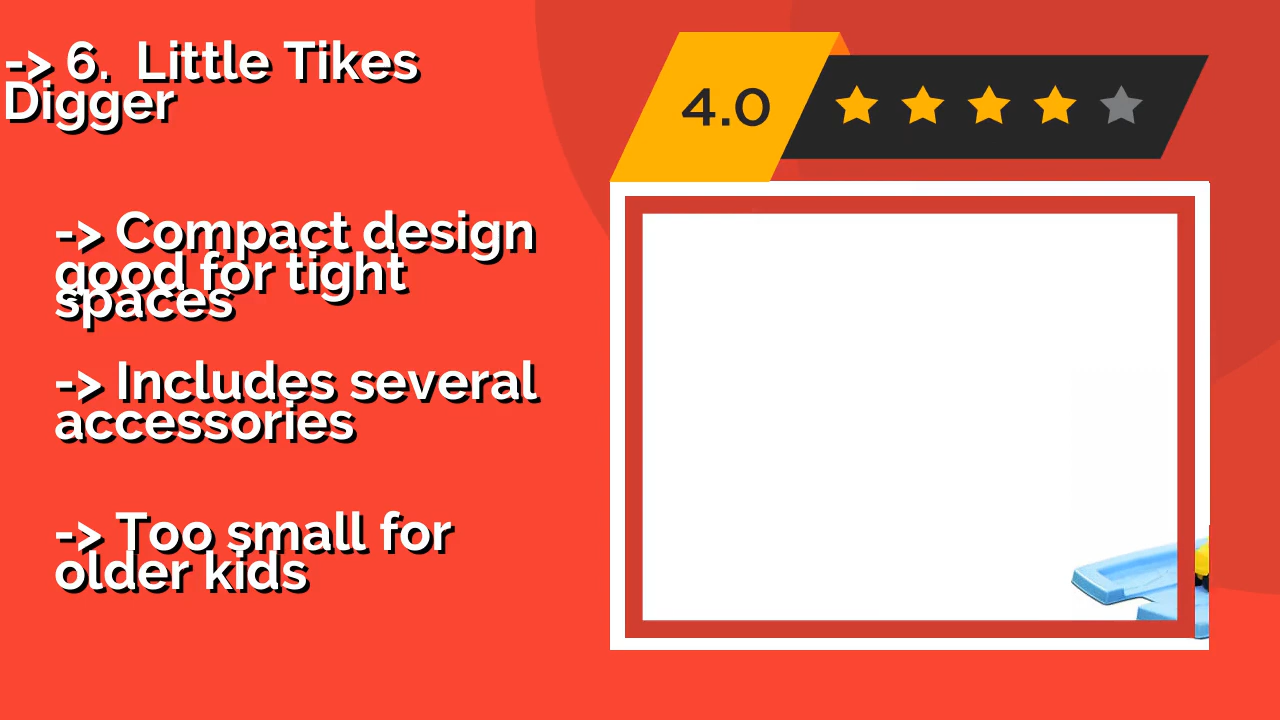 -> 6. Little Tikes
Digger
4.0
-> Compact design
good for tight
spaces
-> Includes several
accessories
-> Too small for
older kids